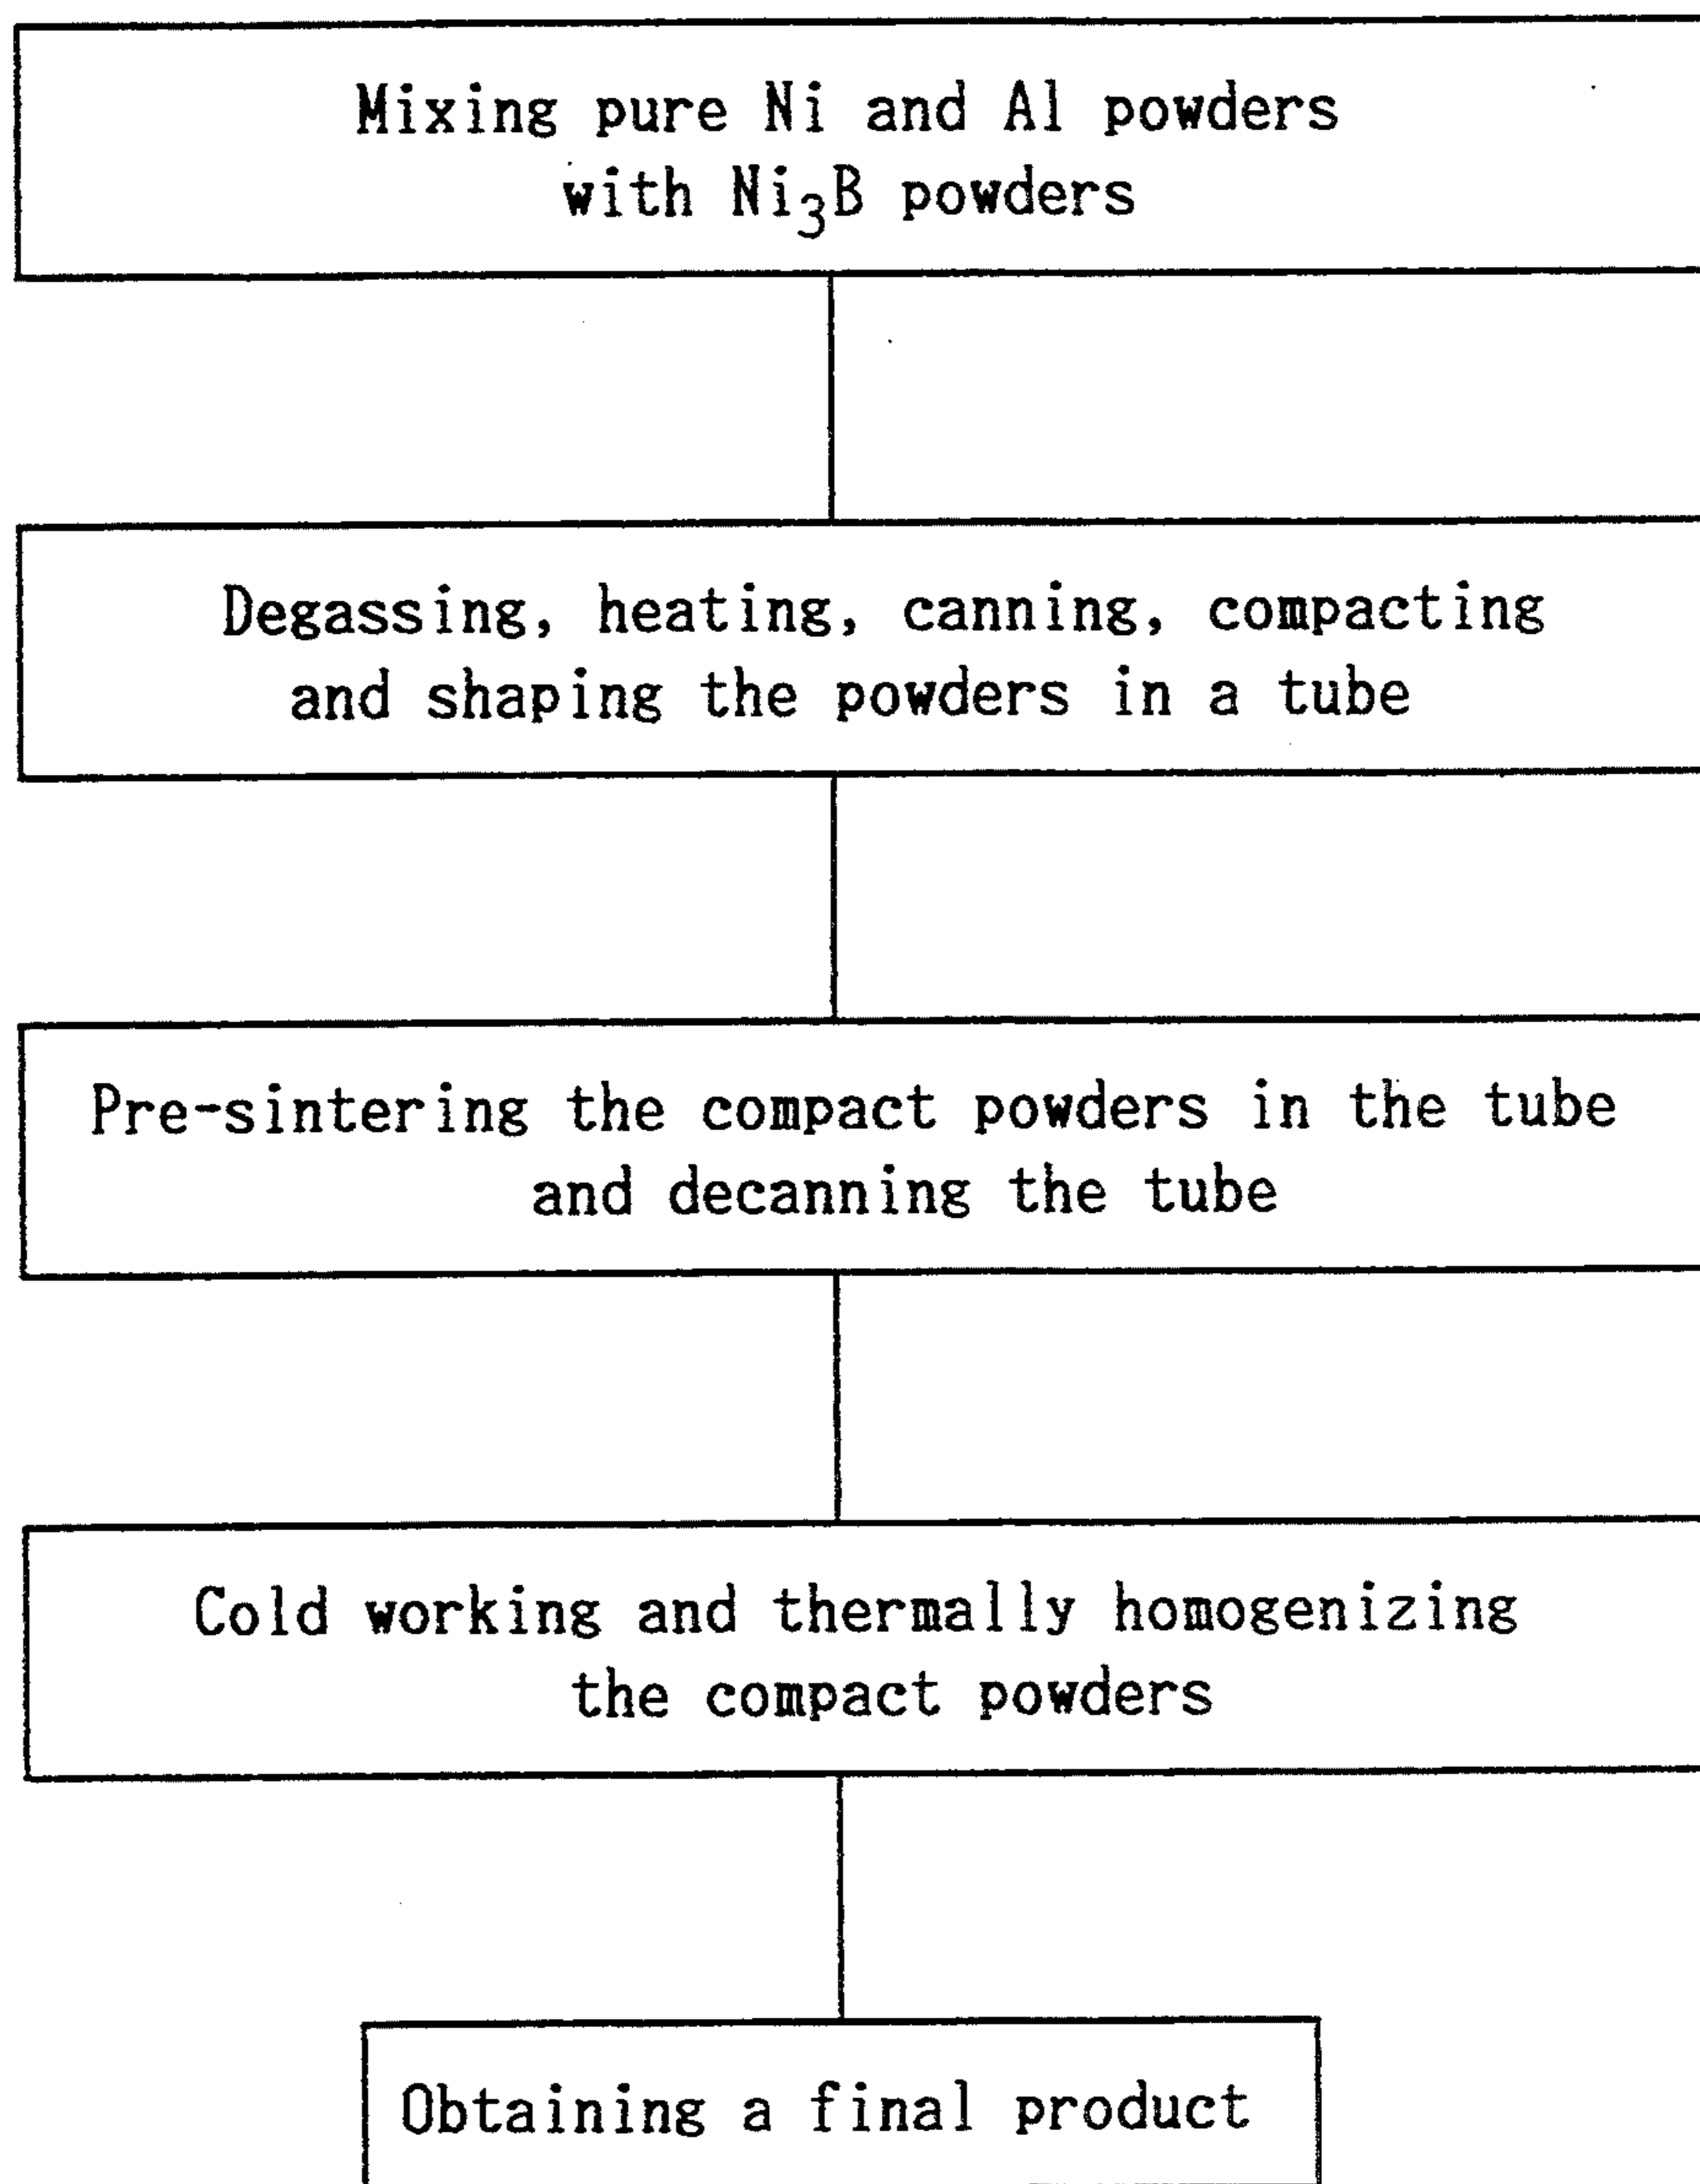 Mixing pure Ni and Al powders
with Ni₃B powders
Degassing, heating, canning, compacting
and shaping the powders in a tube
Pre-sintering the compact powders in the tube
and decanning the tube
Cold working and thermally homogenizing
the compact powders
Obtaining a final product